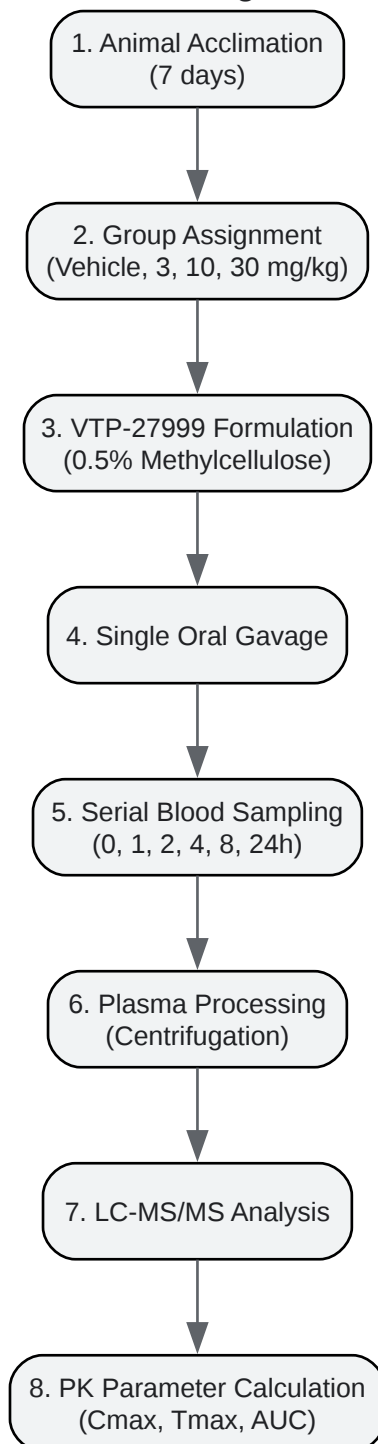 1. Animal Acclimation
(7 days)
2. Group Assignment
(Vehicle, 3, 10, 30 mg/kg)
3. VTP-27999 Formulation
(0.5% Methylcellulose)
4. Single Oral Gavage
5. Serial Blood Sampling
(0, 1, 2, 4, 8, 24h)
6. Plasma Processing
(Centrifugation)
7. LC-MS/MS Analysis
8. PK Parameter Calculation
(Cmax, Tmax, AUC)